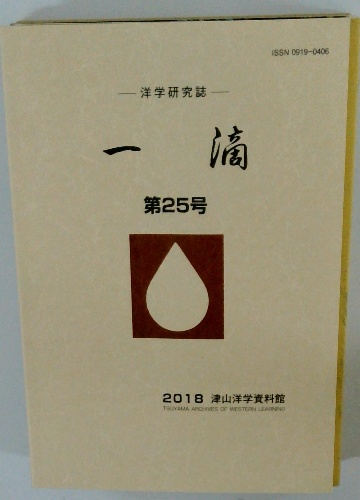 ISSN 0919-0406
洋学研究誌
一滴
第25号
2018 津山洋学資料館
TSUYAMA ARCHIVES OF WESTERN LEARNING